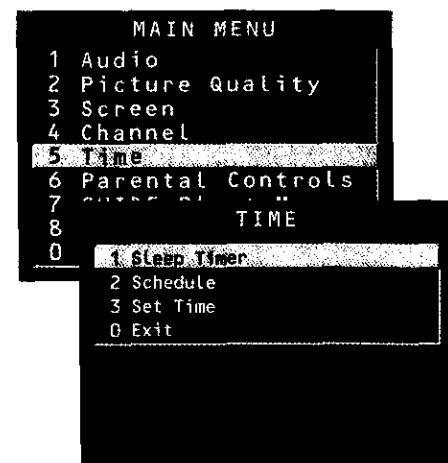 MAIN MENU
1 Audio
2 Picture Quality
3 Screen
4 Channel
5 Time
6 Parental Controls
7
8
0
TIME
1 Sleep Timer
2 Schedule
3 Set Time
0 Exit